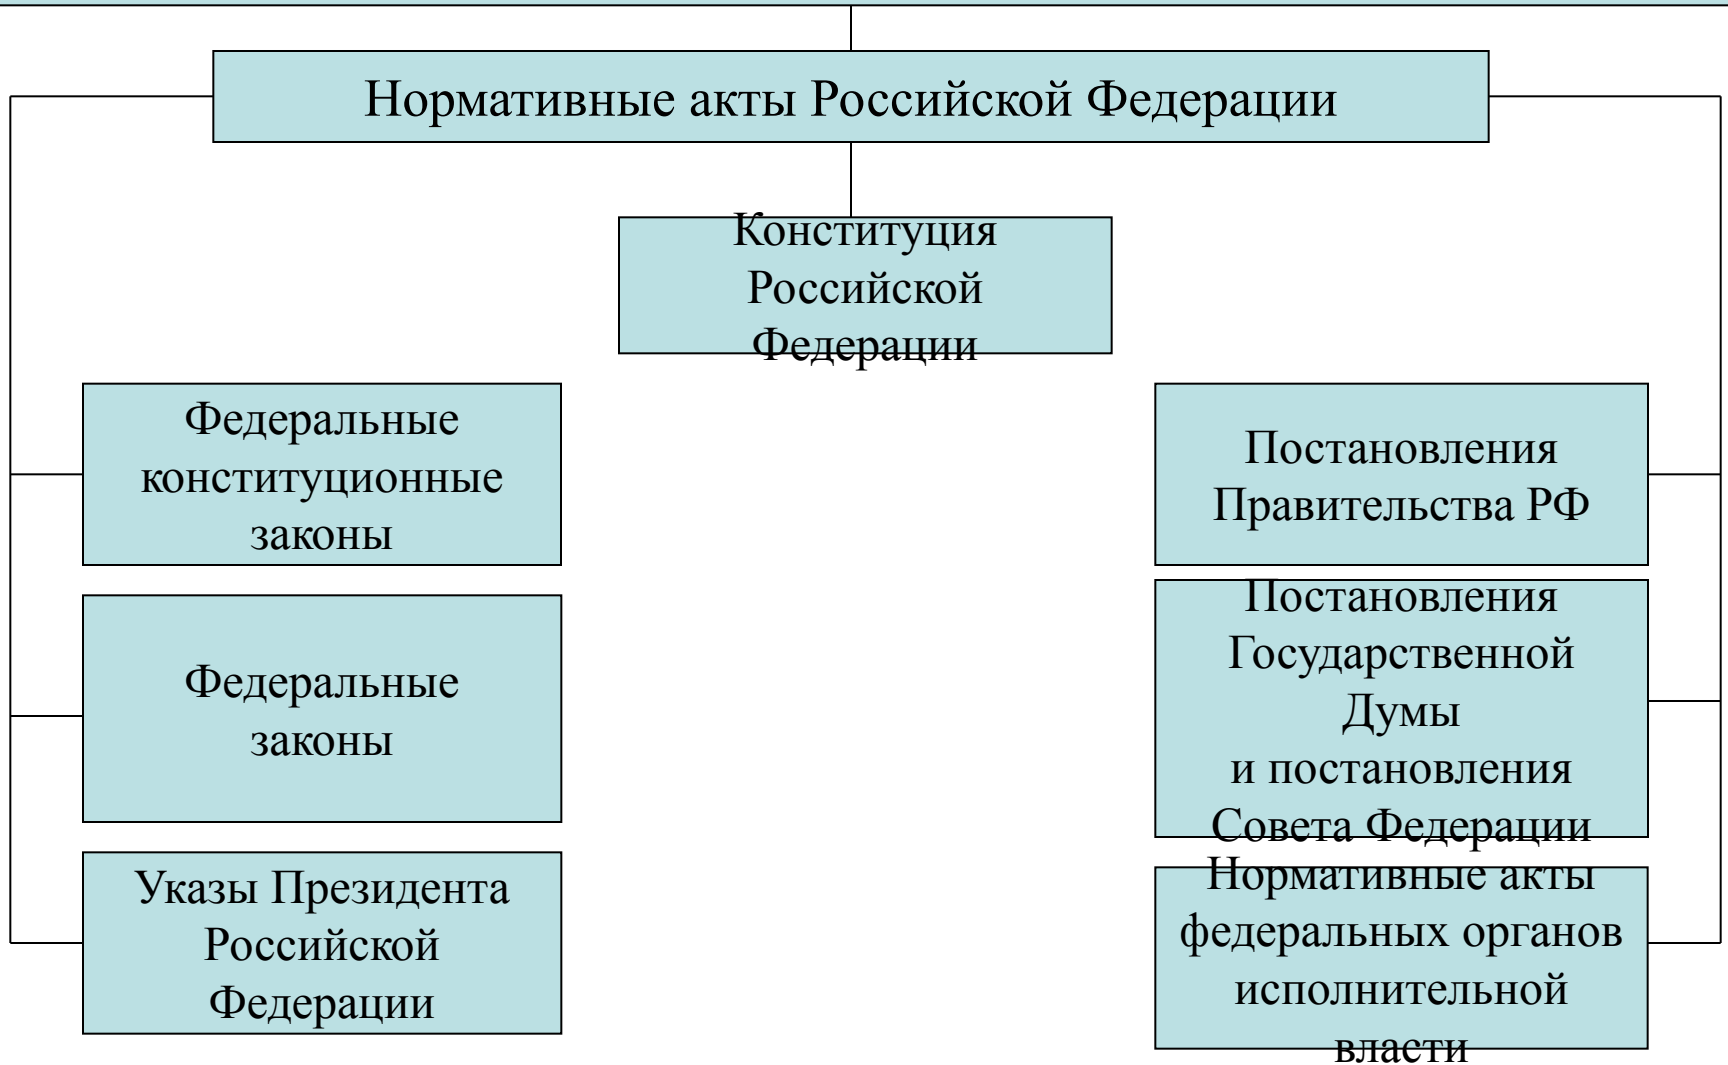 Нормативные акты Российской Федерации
Конституция
Российской
Федерации
Федеральные
конституционные
законы
Федеральные
законы
Указы Президента
Российской
Федерации
Постановления
Правительства РФ
Постановления
Государственной
Думы
и постановления
Совета Федерации
Нормативные акты
федеральных органов
исполнительной
власти